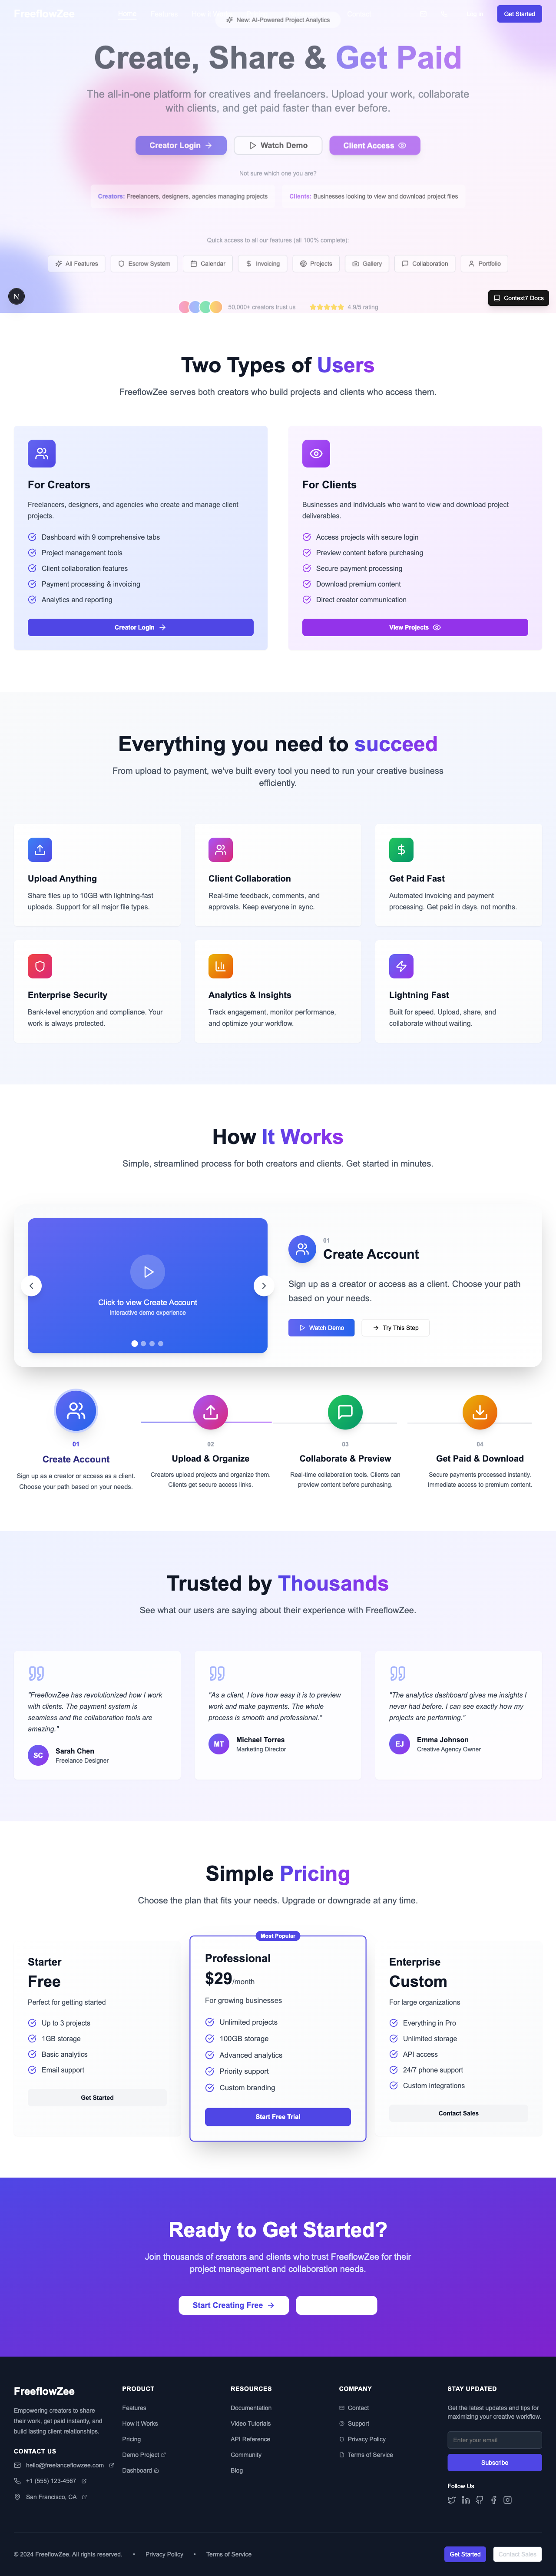 FreeflowZee
Get Started
New: AI-Powered Project Analytics
Create, Share & Get Paid
The all-in-one platform for creatives and freelancers. Upload your work, collaborate
with clients, and get paid faster than ever before.
Creator Login
Watch Demo
Client Access
Not sure which one you are?
Creators: Freelancers, designers, agencies managing projects
Clients: Businesses looking to view and download project files
Quick access to all our features (all 100% complete):
All Features
Escrow System
Calendar
Invoicing
Projects
Gallery
Collaboration
Portfolio
N
Context7 Docs
50,000+ creators trust us
4.9/5 rating
Two Types of Users
FreeflowZee serves both creators who build projects and clients who access them.
For Creators
Freelancers, designers, and agencies who create and manage client
projects.
Dashboard with 9 comprehensive tabs
Project management tools
Client collaboration features
Payment processing & invoicing
Analytics and reporting
Creator Login
For Clients
Businesses and individuals who want to view and download project
deliverables.
Access projects with secure login
Preview content before purchasing
Secure payment processing
Download premium content
Direct creator communication
View Projects
Everything you need to succeed
From upload to payment, we've built every tool you need to run your creative business
efficiently.
Upload Anything
Share files up to 10GB with lightning-fast
uploads. Support for all major file types.
Client Collaboration
Real-time feedback, comments, and
approvals. Keep everyone in sync.
Get Paid Fast
Automated invoicing and payment
processing. Get paid in days, not months.
Enterprise Security
Bank-level encryption and compliance. Your
work is always protected.
Analytics & Insights
Track engagement, monitor performance,
and optimize your workflow.
Lightning Fast
Built for speed. Upload, share, and
collaborate without waiting.
How It Works
Simple, streamlined process for both creators and clients. Get started in minutes.
Click to view Create Account
Interactive demo experience
01
Create Account
Sign up as a creator or access as a client. Choose your path
based on your needs.
Watch Demo
Try This Step
01
Create Account
Sign up as a creator or access as a client.
Choose your path based on your needs.
02
Upload & Organize
Creators upload projects and organize them.
Clients get secure access links.
03
Collaborate & Preview
Real-time collaboration tools. Clients can
preview content before purchasing.
04
Get Paid & Download
Secure payments processed instantly.
Immediate access to premium content.
Trusted by Thousands
See what our users are saying about their experience with FreeflowZee.
"FreeflowZee has revolutionized how I work
with clients. The payment system is
seamless and the collaboration tools are
amazing."
SC
Sarah Chen
Freelance Designer
"As a client, I love how easy it is to preview
work and make payments. The whole
process is smooth and professional."
MT
Michael Torres
Marketing Director
"The analytics dashboard gives me insights I
never had before. I can see exactly how my
projects are performing."
EJ
Emma Johnson
Creative Agency Owner
Simple Pricing
Choose the plan that fits your needs. Upgrade or downgrade at any time.
Starter
Free
Perfect for getting started
Up to 3 projects
1GB storage
Basic analytics
Email support
Get Started
Most Popular
Professional
$29/month
For growing businesses
Unlimited projects
100GB storage
Advanced analytics
Priority support
Custom branding
Start Free Trial
Enterprise
Custom
For large organizations
Everything in Pro
Unlimited storage
API access
24/7 phone support
Custom integrations
Contact Sales
Ready to Get Started?
Join thousands of creators and clients who trust FreeflowZee for their
project management and collaboration needs.
Start Creating Free
FreeflowZee
Empowering creators to share
their work, get paid instantly, and
build lasting client relationships.
CONTACT US
hello@freelanceflowzee.com
+1 (555) 123-4567
San Francisco, CA
PRODUCT
Features
How it Works
Pricing
Demo Project
Dashboard
RESOURCES
Documentation
Video Tutorials
API Reference
Community
Blog
COMPANY
Contact
Support
Privacy Policy
Terms of Service
STAY UPDATED
Get the latest updates and tips for
maximizing your creative workflow.
Enter your email
Subscribe
Follow Us
© 2024 FreeflowZee. All rights reserved.
•
Privacy Policy
•
Terms of Service
Get Started
Contact Sales